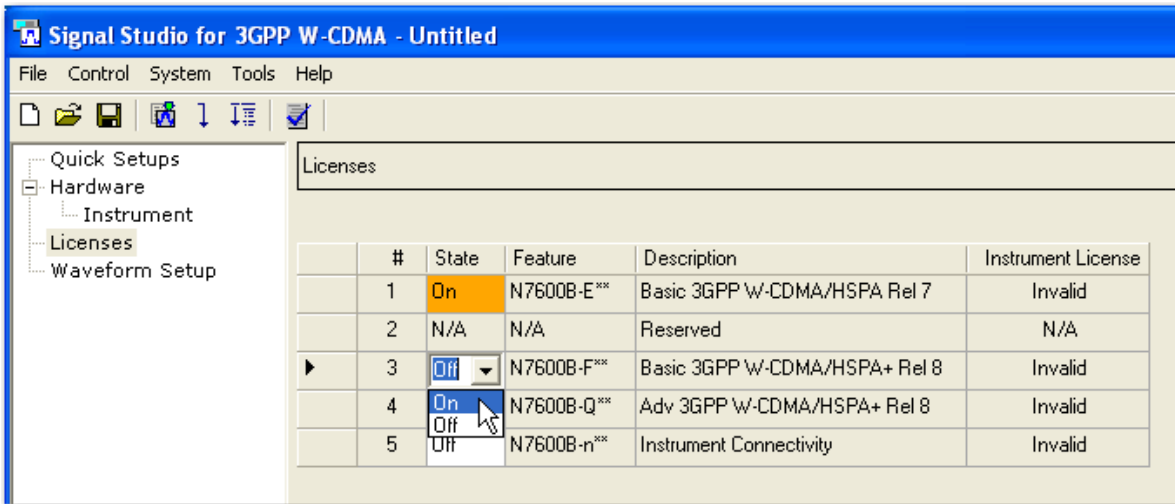 Signal Studio for 3GPP W-CDMA - Untitled
File Control System Tools Help
Quick Setups
Hardware
Instrument
Licenses
Waveform Setup
Licenses
# State Feature Description Instrument License
1 On N7600B-E** Basic 3GPP W-CDMA/HSPA Rel 7 Invalid
2 N/A N/A Reserved N/A
3 Off N7600B-F** Basic 3GPP W-CDMA/HSPA+ Rel 8 Invalid
4 On N7600B-Q** Adv 3GPP W-CDMA/HSPA+ Rel 8 Invalid
Off
5 Off N7600B-n** Instrument Connectivity Invalid